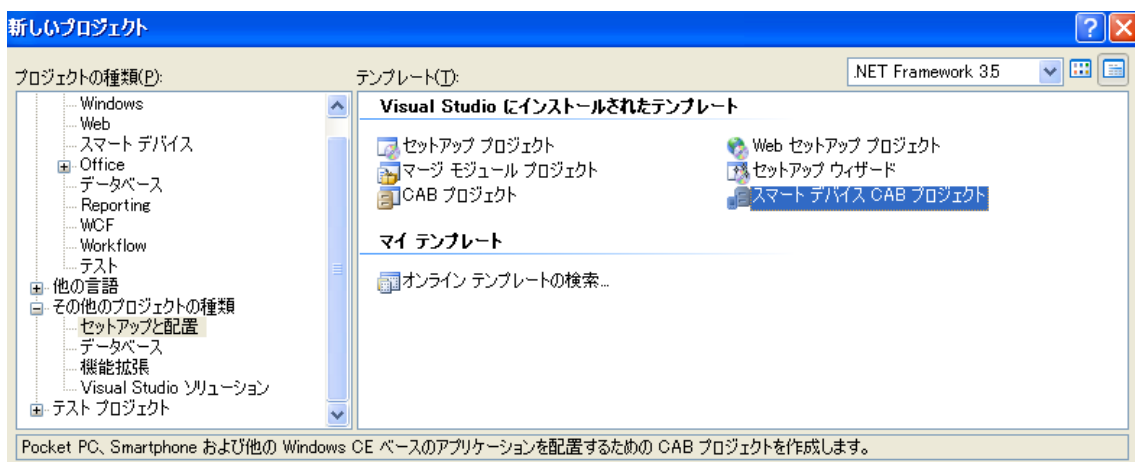 新しいプロジェクト
プロジェクトの種類(P):
テンプレート(T):
.NET Framework 3.5
Windows
Web
スマート デバイス
Office
データベース
Reporting
WCF
Workflow
テスト
他の言語
その他のプロジェクトの種類
セットアップと配置
データベース
機能拡張
Visual Studio ソリューション
テスト プロジェクト
Visual Studio にインストールされたテンプレート
セットアップ プロジェクト
Web セットアップ プロジェクト
マージ モジュール プロジェクト
セットアップ ウィザード
CAB プロジェクト
スマート デバイス CAB プロジェクト
マイ テンプレート
オンライン テンプレートの検索...
Pocket PC、Smartphone および他の Windows CE ベースのアプリケーションを配置するための CAB プロジェクトを作成します。